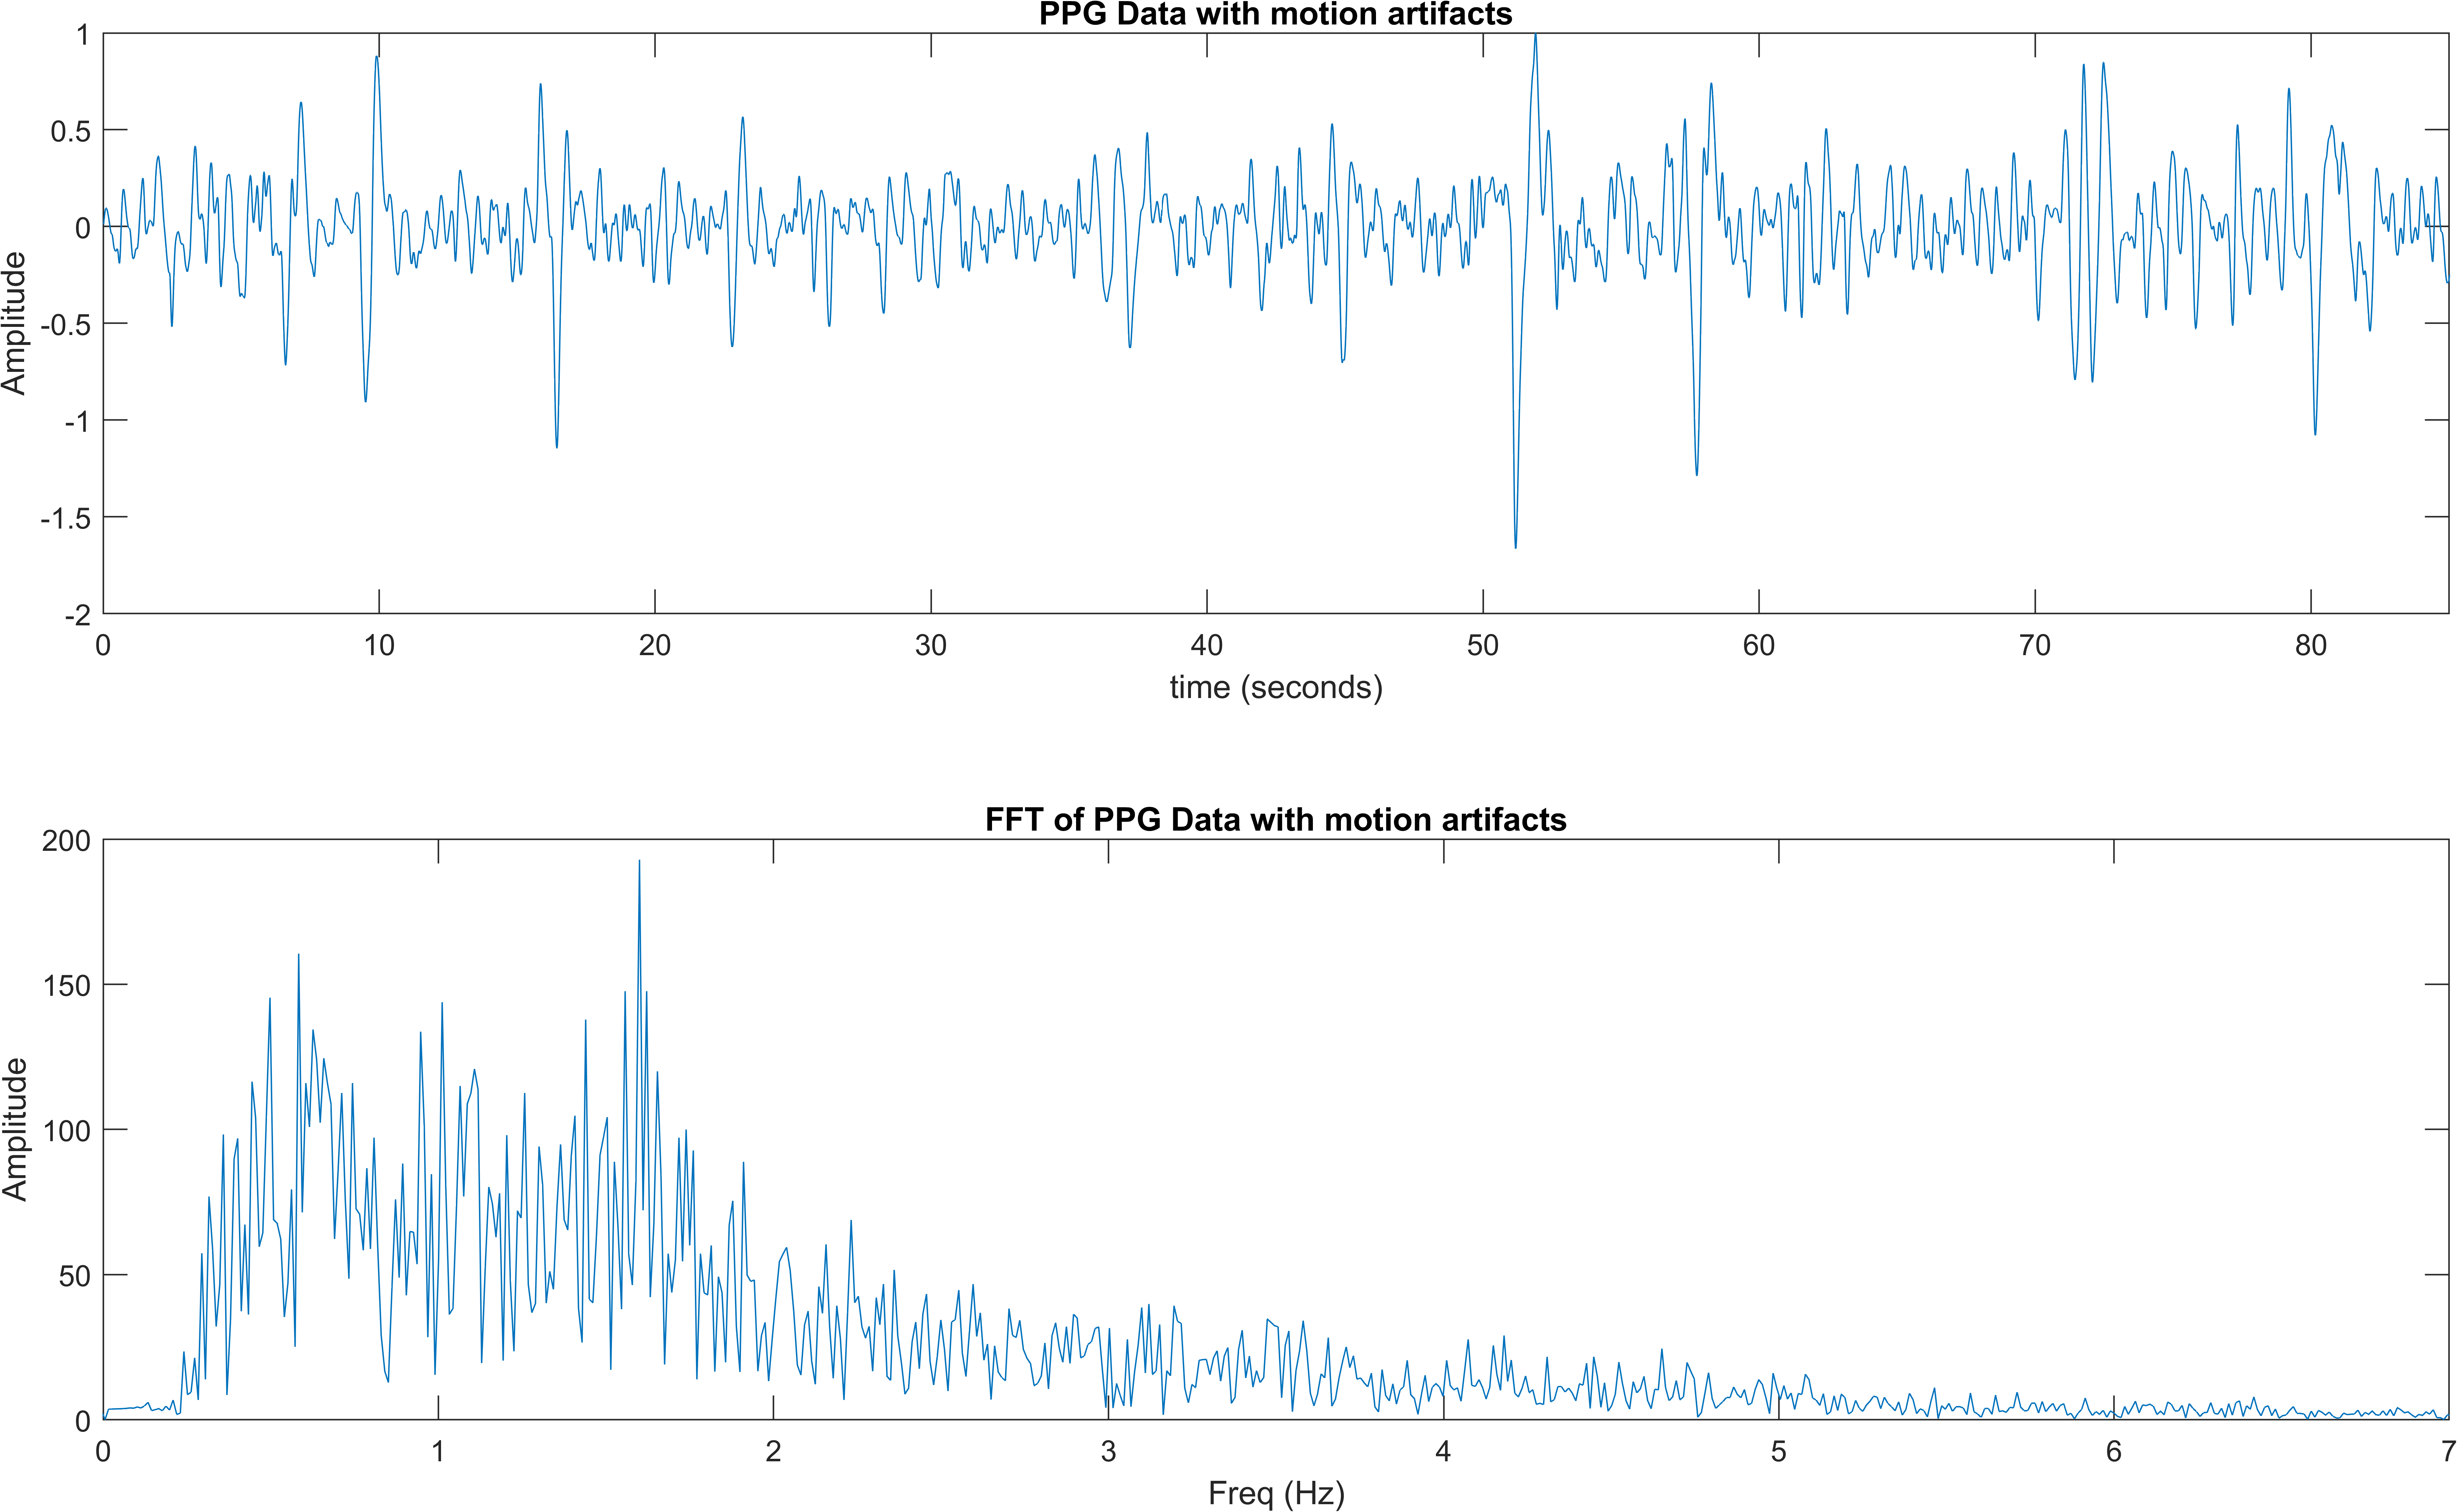 PPG Data with motion artifacts
1
0.5
0
-0.5
-1
-1.5
-2
Amplitude
0 10 20 30 40 50 60 70 80
time (seconds)
FFT of PPG Data with motion artifacts
200
150
100
50
0
Amplitude
0 1 2 3 4 5 6 7
Freq (Hz)